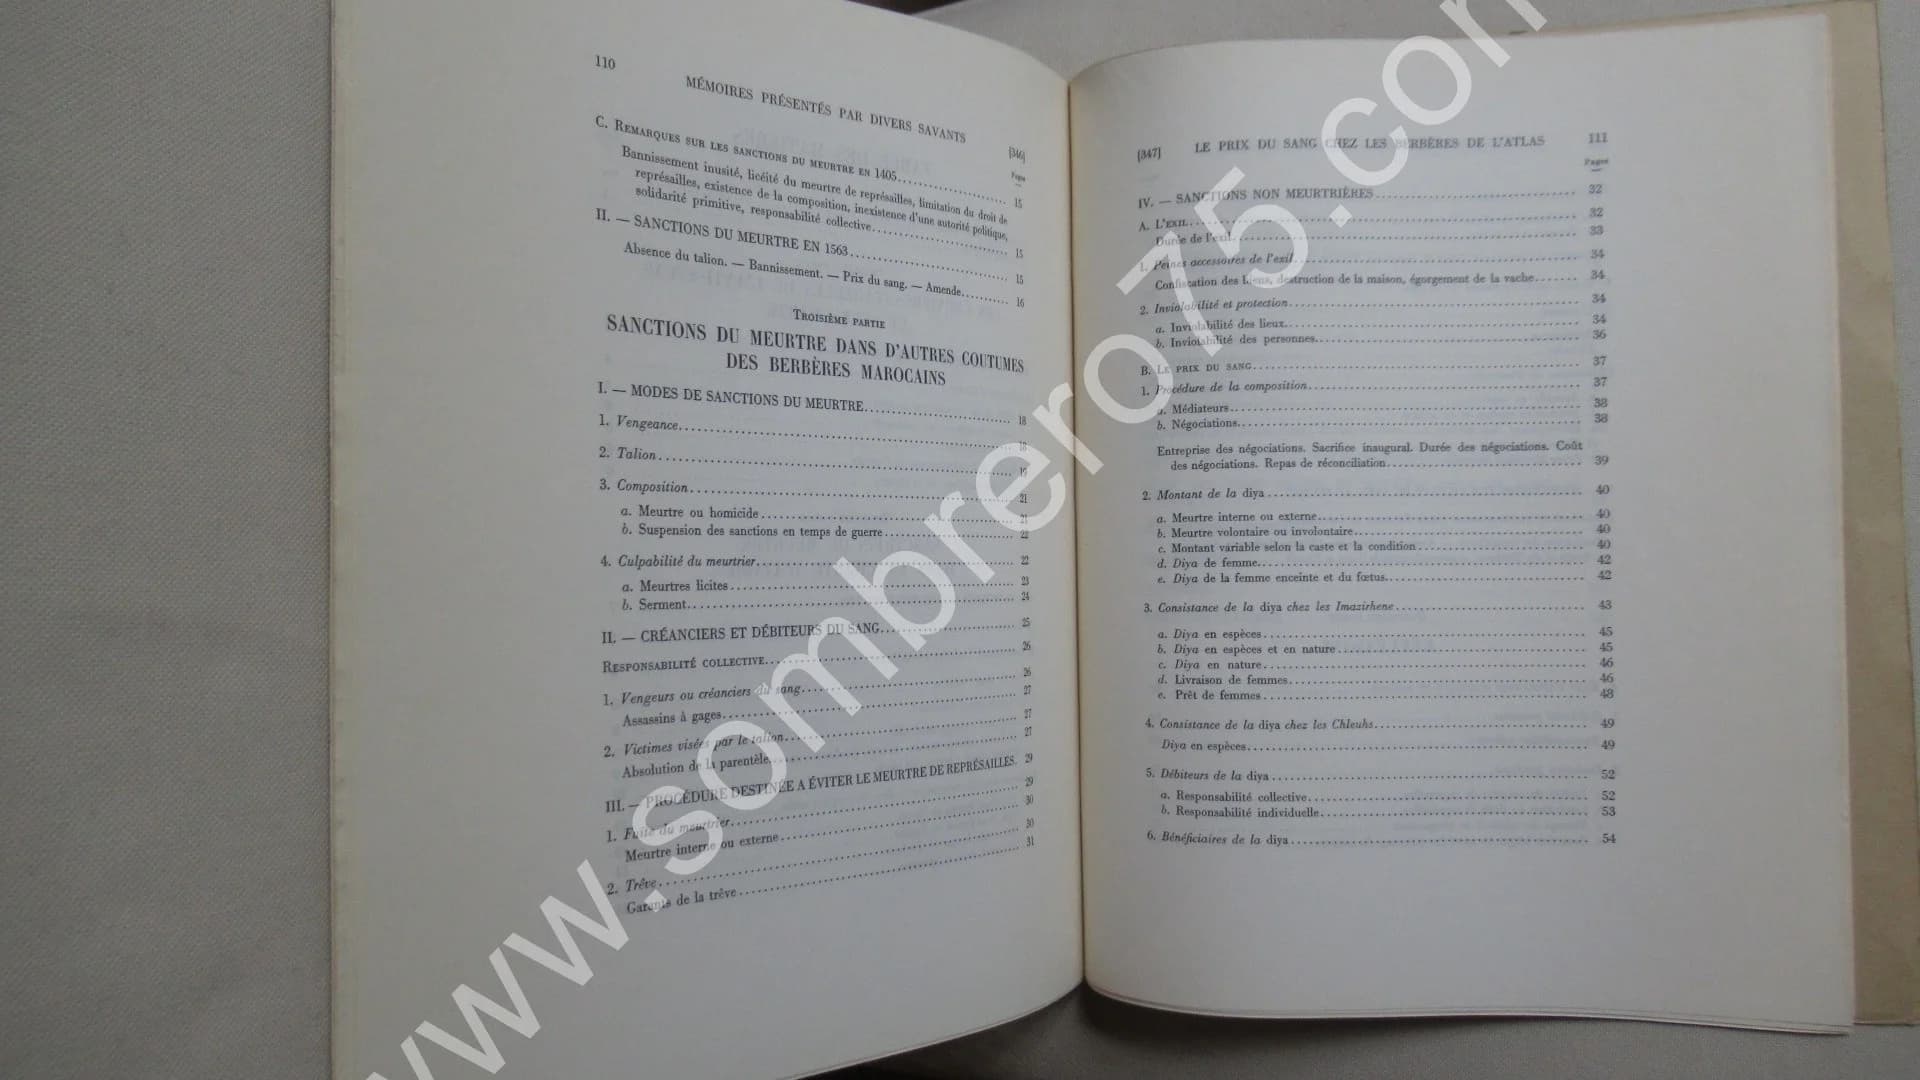 110
MÉMOIRES PRÉSENTÉS PAR DIVERS SAVANTS
[346]
Pages
C. REMARQUES SUR LES SANCTIONS DU MEURTRE EN 1405 15
Bannissement inusité, licéité du meurtre de représailles, limitation du droit de
représailles, existence de la composition, inexistence d'une autorité politique,
solidarité primitive, responsabilité collective 15
II. — SANCTIONS DU MEURTRE EN 1563 15
Absence du talion. — Bannissement. — Prix du sang. — Amende 16
TROISIÈME PARTIE
SANCTIONS DU MEURTRE DANS D'AUTRES COUTUMES
DES BERBÈRES MAROCAINS
I. — MODES DE SANCTIONS DU MEURTRE 18
1. Vengeance 18
2. Talion 19
3. Composition 21
a. Meurtre ou homicide 21
b. Suspension des sanctions en temps de guerre 22
4. Culpabilité du meurtrier 22
a. Meurtres licites 23
b. Serment 24
II. — CRÉANCIERS ET DÉBITEURS DU SANG 25
RESPONSABILITÉ COLLECTIVE 26
1. Vengeurs ou créanciers du sang 26
Assassins à gages 27
2. Victimes visées par le talion 27
Absolution de la parentèle 27
III. — PROCÉDURE DESTINÉE A ÉVITER LE MEURTRE DE REPRÉSAILLES. 29
1. Fuite du meurtrier 29
Meurtre interne ou externe 30
2. Trêve 30
Garants de la trêve 31
[347] LE PRIX DU SANG CHEZ LES BERBÈRES DE L'ATLAS 111
Pages
IV. — SANCTIONS NON MEURTRIÈRES 32
A. L'EXIL 32
Durée de l'exil 33
1. Peines accessoires de l'exil 34
Confiscation des biens, destruction de la maison, égorgement de la vache 34
2. Inviolabilité et protection 34
a. Inviolabilité des lieux 34
b. Inviolabilité des personnes 36
B. LE PRIX DU SANG 37
1. Procédure de la composition 37
a. Médiateurs 38
b. Négociations 38
Entreprise des négociations. Sacrifice inaugural. Durée des négociations. Coût
des négociations. Repas de réconciliation 39
2. Montant de la diya 40
a. Meurtre interne ou externe 40
b. Meurtre volontaire ou involontaire 40
c. Montant variable selon la caste et la condition 40
d. Diya de femme 42
e. Diya de la femme enceinte et du fœtus 42
3. Consistance de la diya chez les Imazirhene 43
a. Diya en espèces 45
b. Diya en espèces et en nature 45
c. Diya en nature 46
d. Livraison de femmes 46
e. Prêt de femmes 48
4. Consistance de la diya chez les Chleuhs 49
Diya en espèces 49
5. Débiteurs de la diya 52
a. Responsabilité collective 52
b. Responsabilité individuelle 53
6. Bénéficiaires de la diya 54
www.sombrero75.com